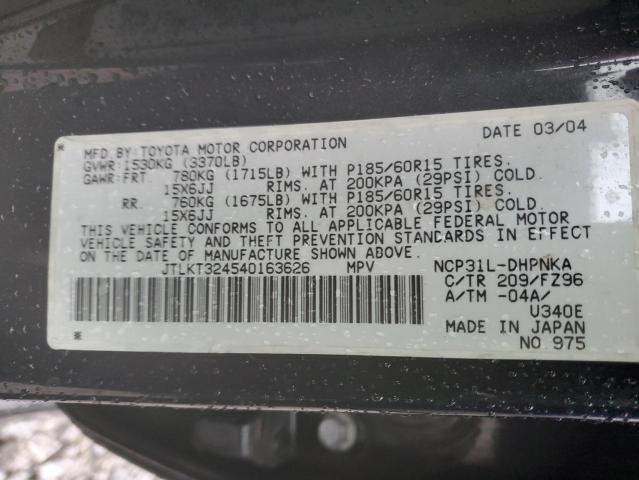 MFD BY: TOYOTA MOTOR CORPORATION DATE 03/04
GVWR: 1530KG (3370LB)
GAWR: FRT. 780KG (1715LB) WITH P185/60R15 TIRES.
15X6JJ RIMS. AT 200KPA (29PSI) COLD.
RR. 760KG (1675LB) WITH P185/60R15 TIRES.
15X6JJ RIMS. AT 200KPA (29PSI) COLD.
THIS VEHICLE CONFORMS TO ALL APPLICABLE FEDERAL MOTOR
VEHICLE SAFETY AND THEFT PREVENTION STANDARDS IN EFFECT
ON THE DATE OF MANUFACTURE SHOWN ABOVE.
JTLKT324540163626 MPV NCP31L-DHPNKA
C/TR 209/FZ96
A/TM -04A/
U340E
MADE IN JAPAN
NO. 975